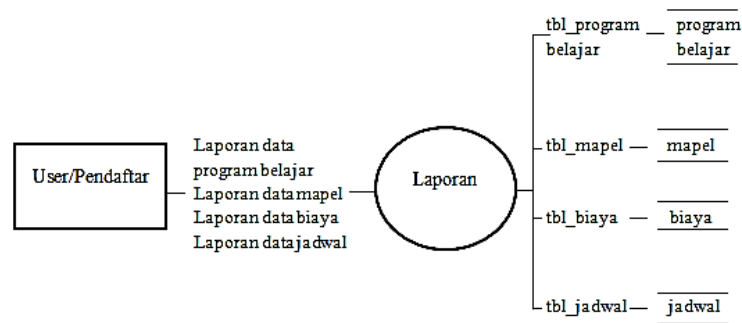 User/Pendaftar
Laporan data
program belajar
Laporan data mapel
Laporan data biaya
Laporan data jadwal
Laporan
tbl_program
belajar
program
belajar
tbl_mapel
mapel
tbl_biaya
biaya
tbl_jadwal
jadwal